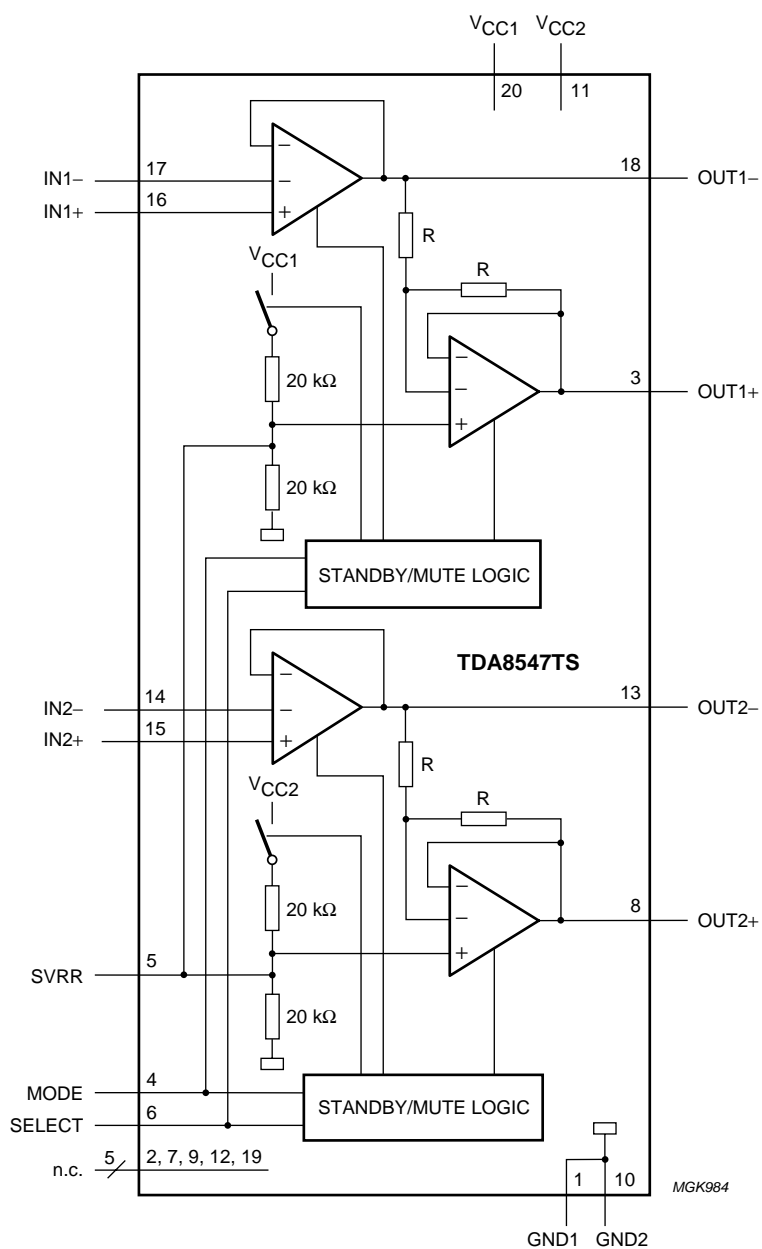 VCC1 VCC2
20 11
IN1− 17 − − 18 OUT1−
IN1+ 16 +
R
VCC1
R
20 kΩ
− − 3 OUT1+
+
20 kΩ
STANDBY/MUTE LOGIC
TDA8547TS
IN2− 14 − − 13 OUT2−
IN2+ 15 +
R
VCC2
R
20 kΩ
− − 8 OUT2+
+
SVRR 5
20 kΩ
MODE 4
STANDBY/MUTE LOGIC
SELECT 6
n.c. 5 2, 7, 9, 12, 19
1 10
MGK984
GND1 GND2